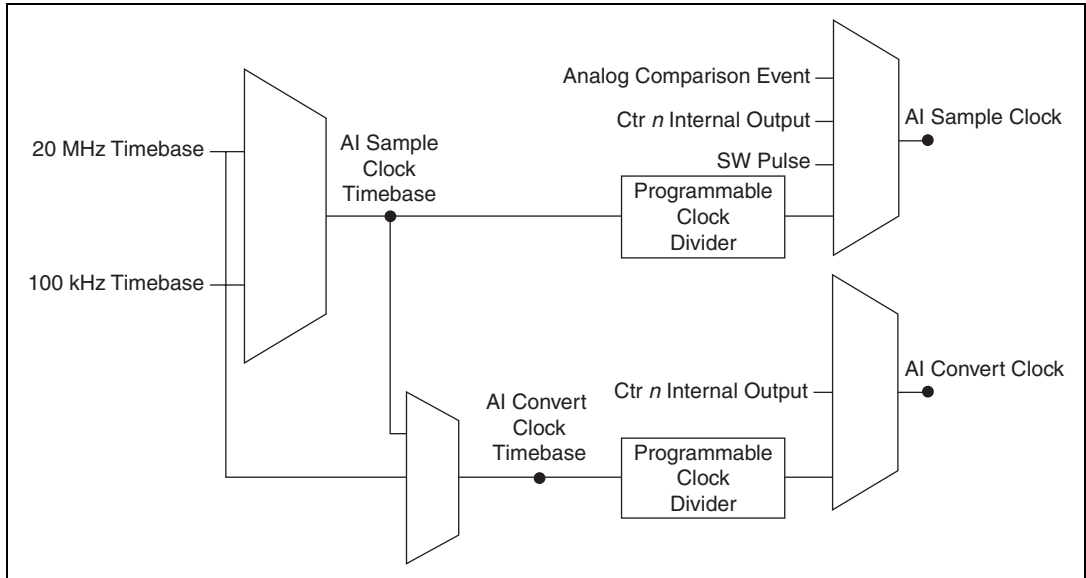 Analog Comparison Event
Ctr n Internal Output
SW Pulse
AI Sample Clock
20 MHz Timebase
AI Sample
Clock
Timebase
Programmable
Clock
Divider
100 kHz Timebase
AI Convert Clock
Ctr n Internal Output
AI Convert
Clock
Timebase
Programmable
Clock
Divider